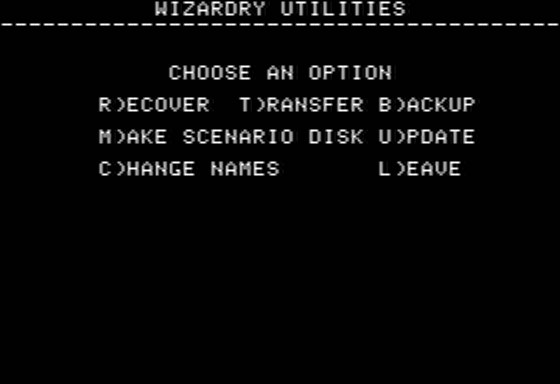 WIZARDRY UTILITIES
----------------------------------------
CHOOSE AN OPTION
R)ECOVER T)RANSFER B)ACKUP
M)AKE SCENARIO DISK U)PDATE
C)HANGE NAMES L)EAVE